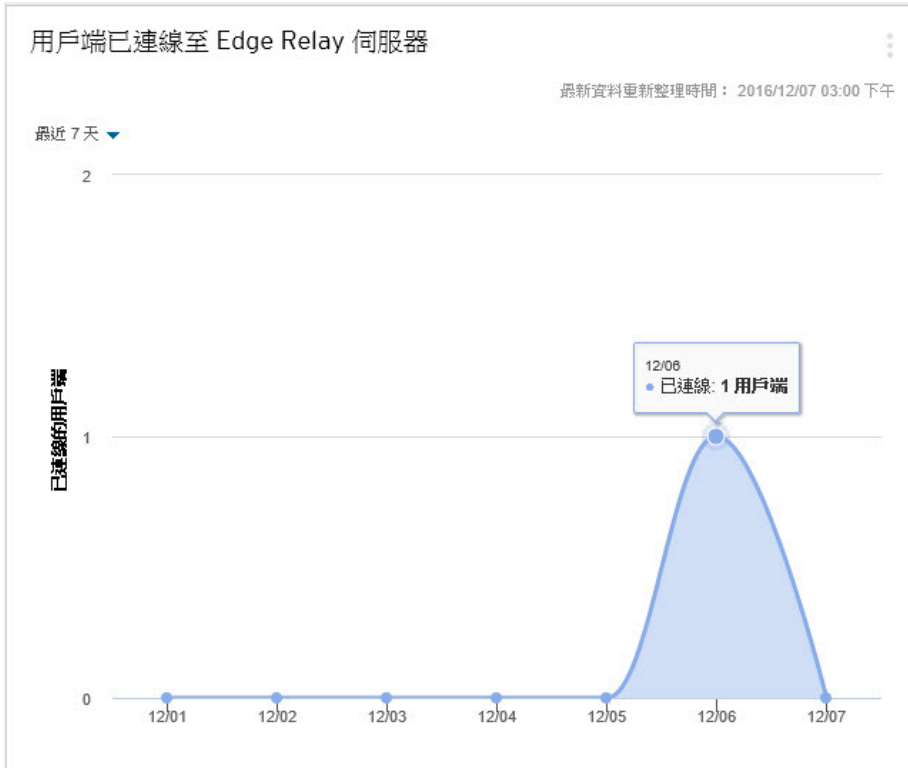 用戶端已連線至 Edge Relay 伺服器
最新資料重新整理時間： 2016/12/07 03:00 下午
最近 7 天
2
12/06
已連線: 1 用戶端
已連線的用戶端
1
0
12/01 12/02 12/03 12/04 12/05 12/06 12/07